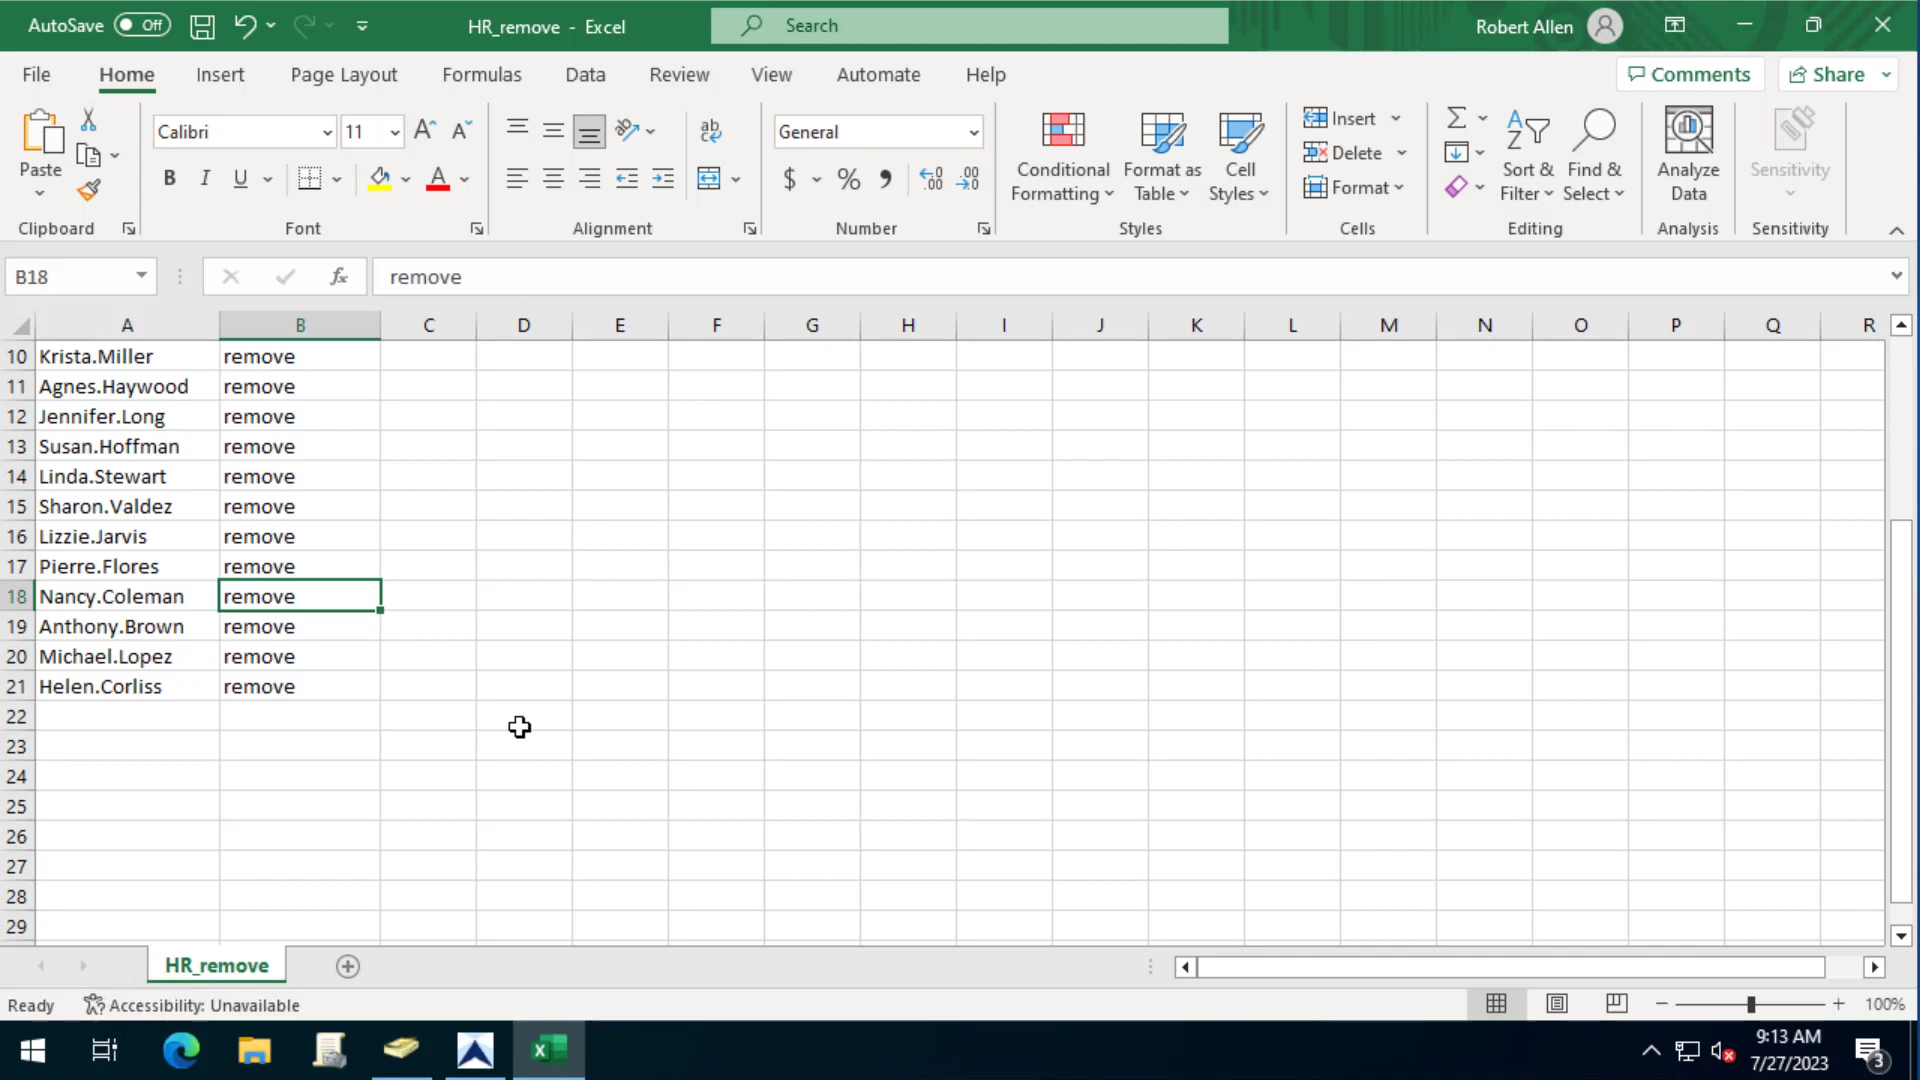 AutoSave Off HR_remove - Excel Search Robert Allen
File Home Insert Page Layout Formulas Data Review View Automate Help Comments Share
Paste Calibri 11 General Conditional Formatting Format as Table Cell Styles Insert Delete Format Sort & Filter Find & Select Analyze Data Sensitivity
Clipboard Font Alignment Number Styles Cells Editing Analysis Sensitivity
B18 fx remove
A B C D E F G H I J K L M N O P Q R
10 Krista.Miller remove
11 Agnes.Haywood remove
12 Jennifer.Long remove
13 Susan.Hoffman remove
14 Linda.Stewart remove
15 Sharon.Valdez remove
16 Lizzie.Jarvis remove
17 Pierre.Flores remove
18 Nancy.Coleman remove
19 Anthony.Brown remove
20 Michael.Lopez remove
21 Helen.Corliss remove
22
23
24
25
26
27
28
29
HR_remove
Ready Accessibility: Unavailable 100%
9:13 AM
7/27/2023 3